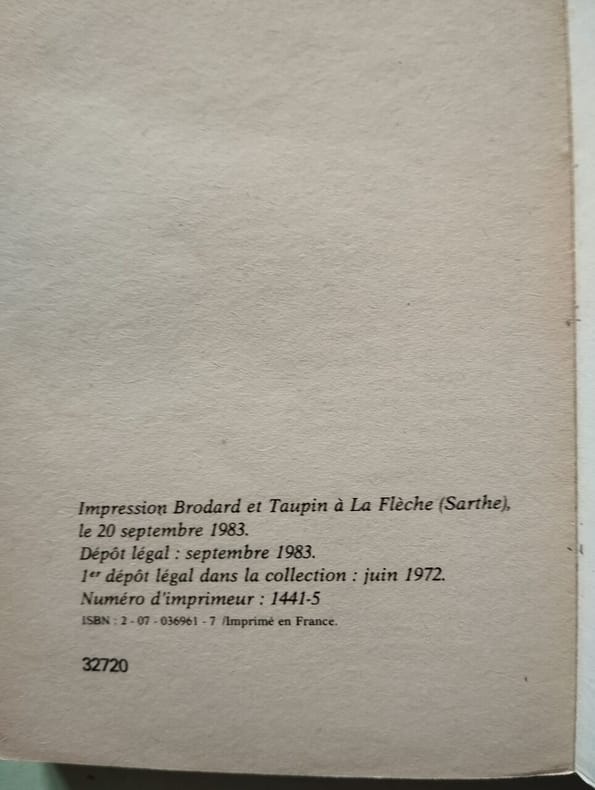 Impression Brodard et Taupin à La Flèche (Sarthe),
le 20 septembre 1983.
Dépôt légal : septembre 1983.
1er dépôt légal dans la collection : juin 1972.
Numéro d'imprimeur : 1441-5
ISBN : 2 - 07 - 036961 - 7 /Imprimé en France.
32720